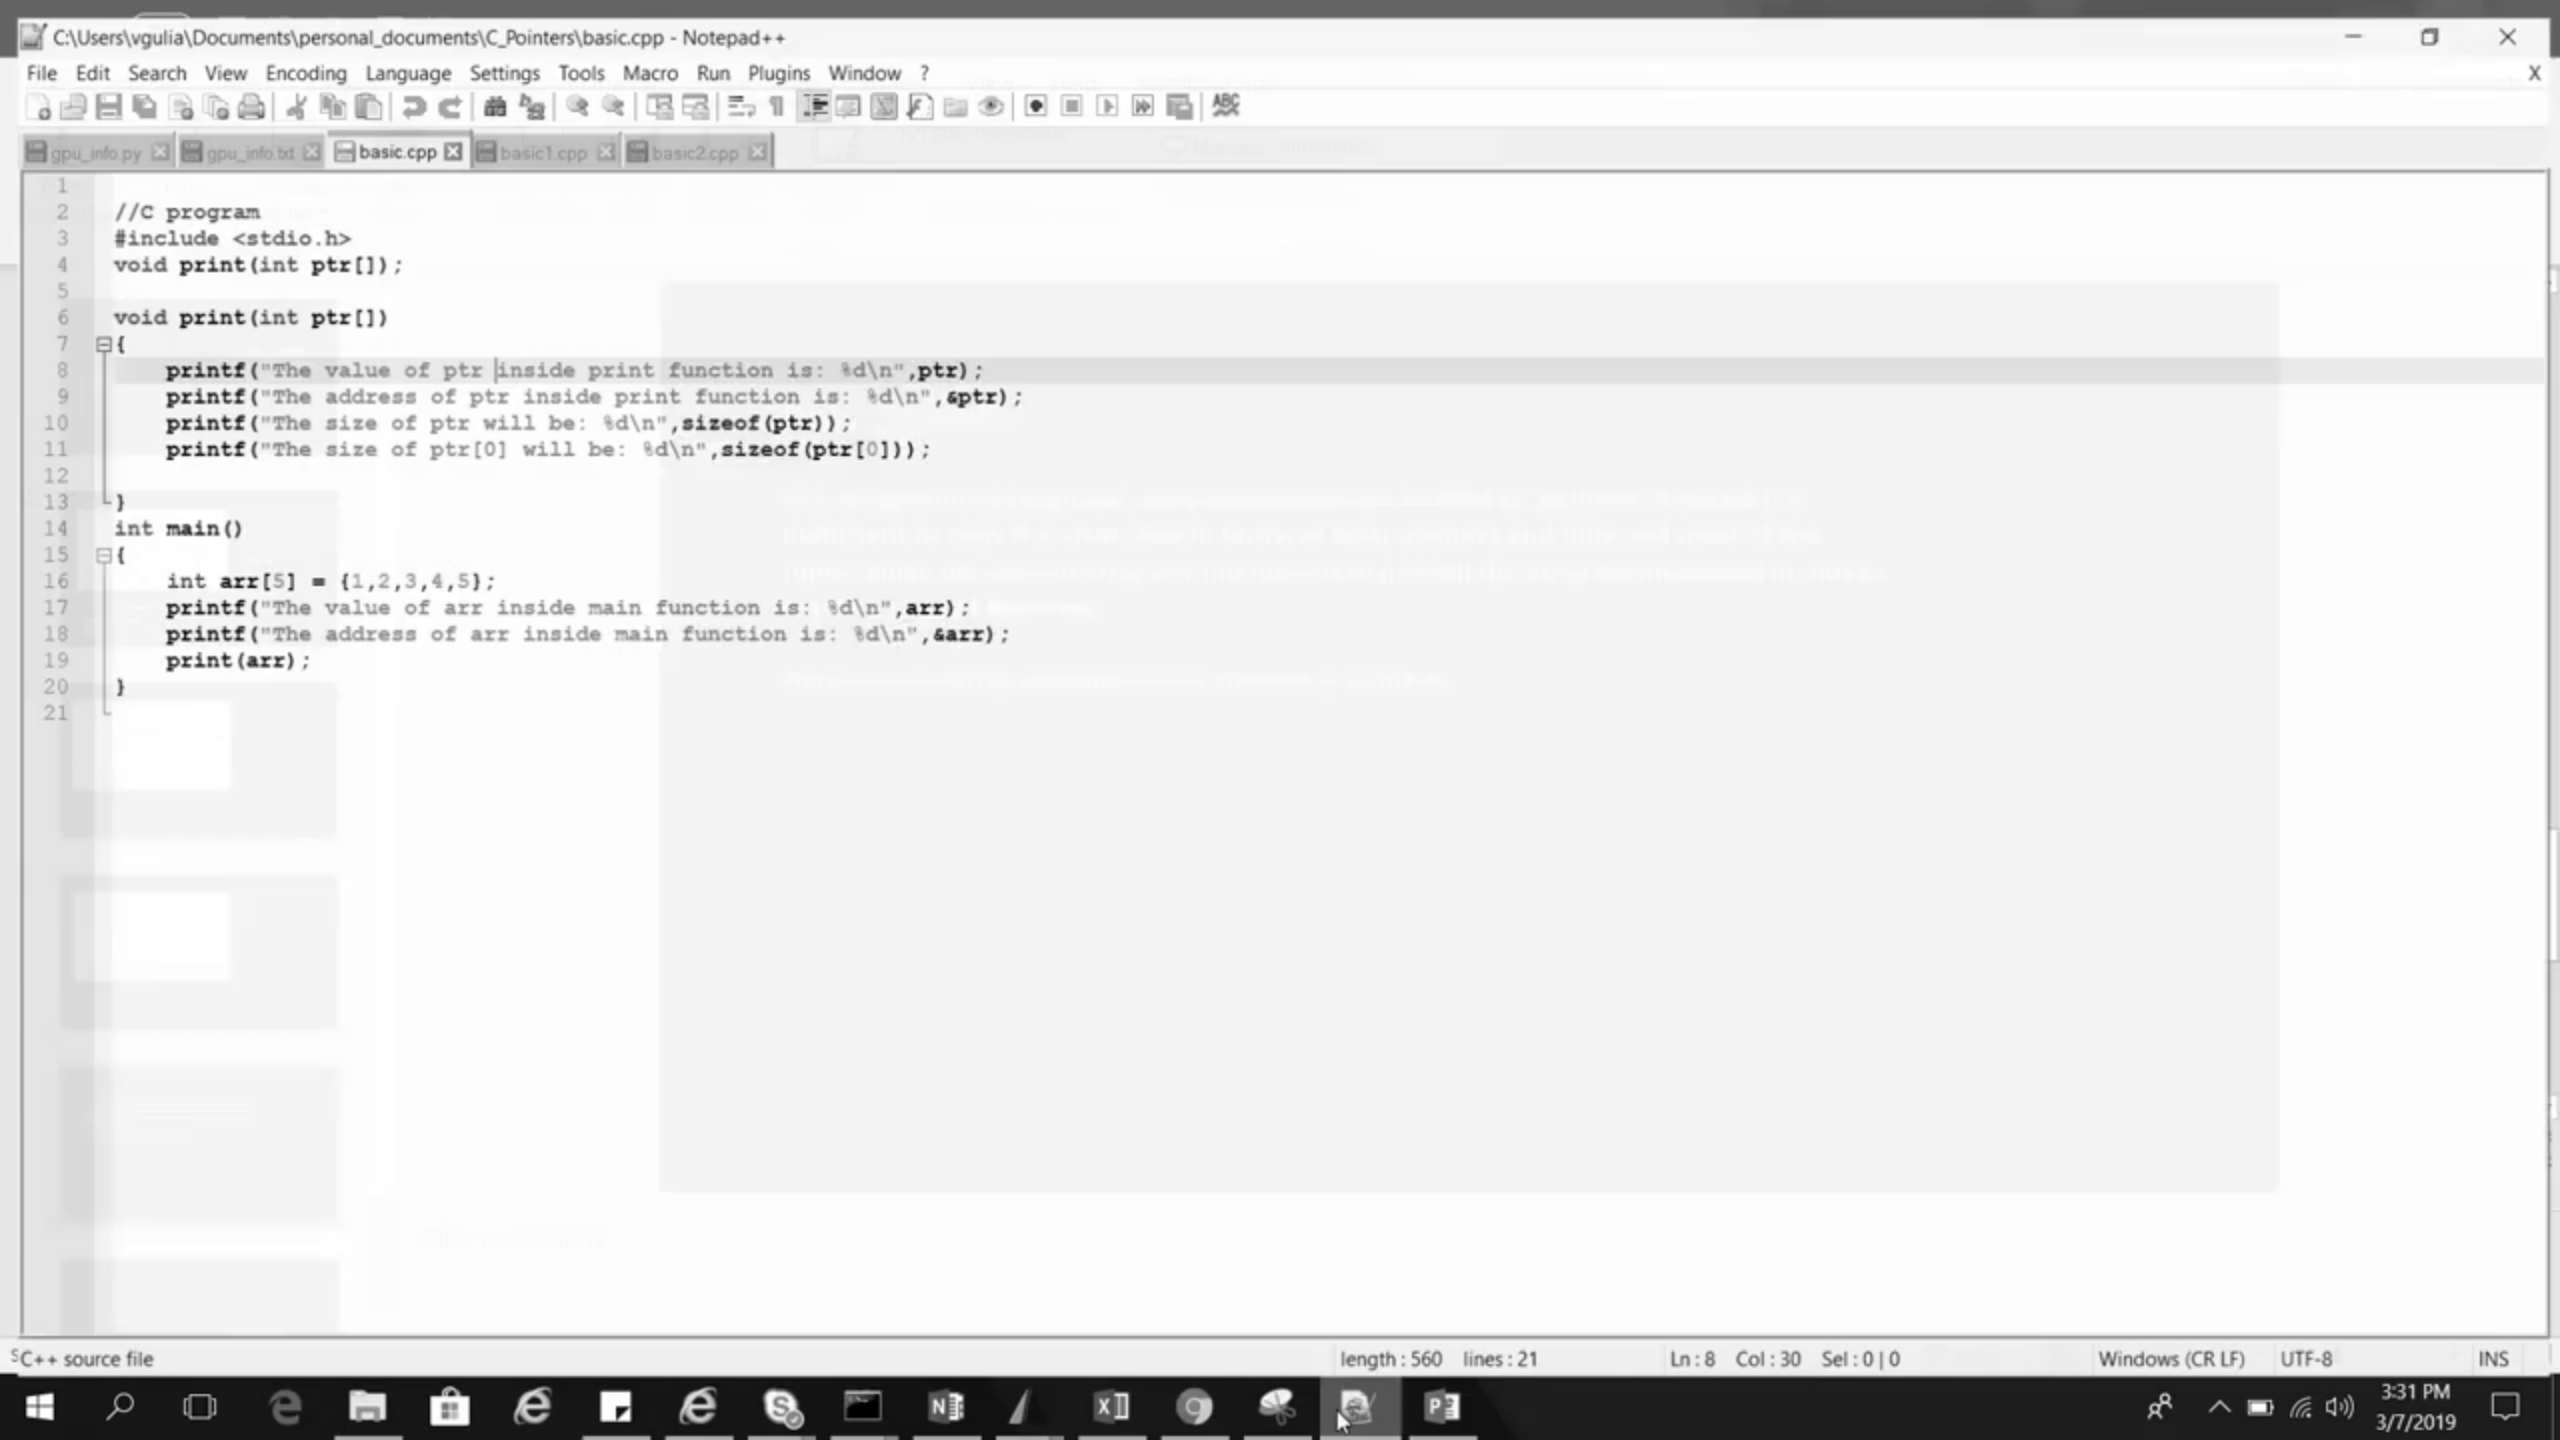 C:\Users\vgulia\Documents\personal_documents\C_Pointers\basic.cpp - Notepad++
File Edit Search View Encoding Language Settings Tools Macro Run Plugins Window ? X
ABC
gpu_info.py gpu_info.txt basic.cpp basic1.cpp basic2.cpp
1
2 //C program
3 #include <stdio.h>
4 void print(int ptr[]);
5
6 void print(int ptr[])
7 {
8 printf("The value of ptr inside print function is: %d\n",ptr);
9 printf("The address of ptr inside print function is: %d\n",&ptr);
10 printf("The size of ptr will be: %d\n",sizeof(ptr));
11 printf("The size of ptr[0] will be: %d\n",sizeof(ptr[0]));
12
13 }
14 int main()
15 {
16 int arr[5] = {1,2,3,4,5};
17 printf("The value of arr inside main function is: %d\n",arr);
18 printf("The address of arr inside main function is: %d\n",&arr);
19 print(arr);
20 }
21
C++ source file length : 560 lines : 21 Ln : 8 Col : 30 Sel : 0 | 0 Windows (CR LF) UTF-8 INS
3:31 PM
3/7/2019